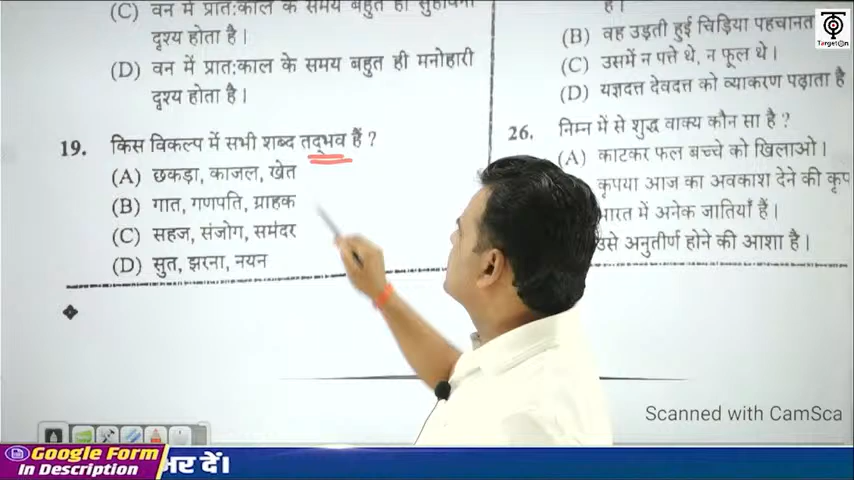 (C) वन में प्रात:काल के समय बहुत ही सुहावना
दृश्य होता है।
(D) वन में प्रात:काल के समय बहुत ही मनोहारी
दृश्य होता है।
19. किस विकल्प में सभी शब्द तद्भव हैं ?
(A) छकड़ा, काजल, खेत
(B) गात, गणपति, ग्राहक
(C) सहज, संजोग, समंदर
(D) सुत, झरना, नयन
है।
(B) वह उड़ती हुई चिड़िया पहचानत
(C) उसमें न पत्ते थे, न फूल थे।
(D) यज्ञदत्त देवदत्त को व्याकरण पढ़ाता है
26. निम्न में से शुद्ध वाक्य कौन सा है ?
(A) काटकर फल बच्चे को खिलाओ।
कृपया आज का अवकाश देने की कृप
भारत में अनेक जातियाँ हैं।
उसे अनुतीर्ण होने की आशा है।
Scanned with CamSca
Target@n
Google Form
In Description
भर दें।